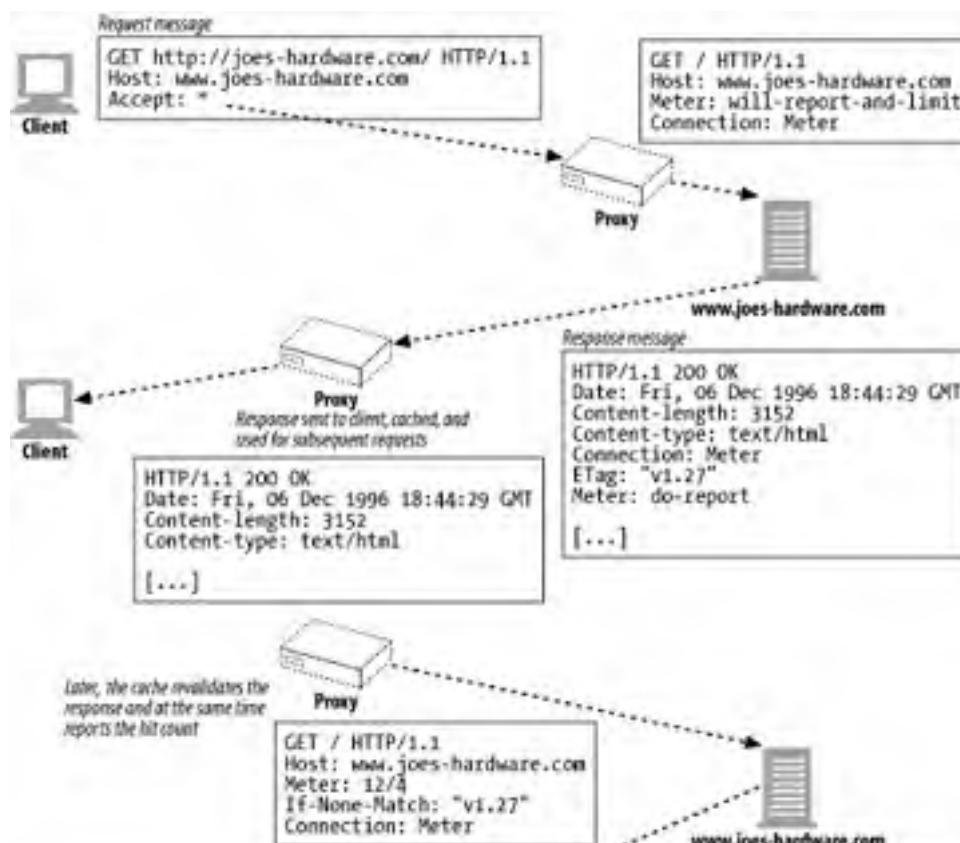 Request message
GET http://joes-hardware.com/ HTTP/1.1
Host: www.joes-hardware.com
Accept: *
Client
GET / HTTP/1.1
Host: www.joes-hardware.com
Meter: will-report-and-limit
Connection: Meter
Proxy
www.joes-hardware.com
Response message
HTTP/1.1 200 OK
Date: Fri, 06 Dec 1996 18:44:29 GMT
Content-length: 3152
Content-type: text/html
Connection: Meter
ETag: "v1.27"
Meter: do-report
[...]
Proxy
Response sent to client, cached, and
used for subsequent requests
Client
HTTP/1.1 200 OK
Date: Fri, 06 Dec 1996 18:44:29 GMT
Content-length: 3152
Content-type: text/html
[...]
Later, the cache revalidates the
response and at the same time
reports the hit count
Proxy
GET / HTTP/1.1
Host: www.joes-hardware.com
Meter: 12/4
If-None-Match: "v1.27"
Connection: Meter
www.joes-hardware.com